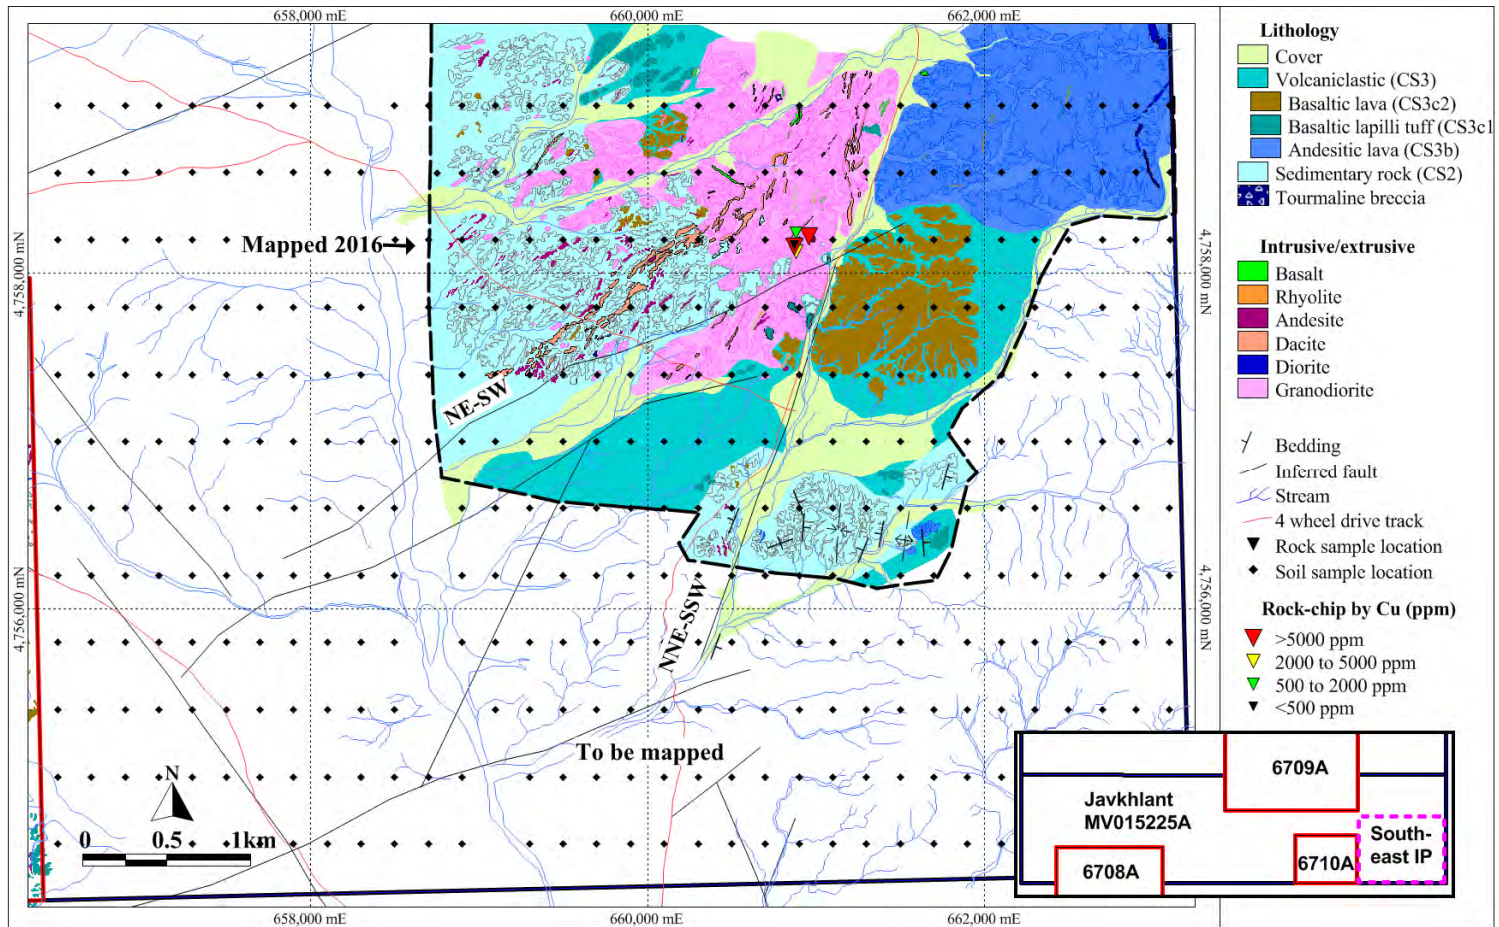 658,000 mE
660,000 mE
662,000 mE
4,758,000 mN
4,756,000 mN
Mapped 2016
NE-SW
NNE-SSW
To be mapped
4,758,000 mN
4,756,000 mN
N
0 0.5 1km
658,000 mE
660,000 mE
662,000 mE
Lithology
Cover
Volcaniclastic (CS3)
Basaltic lava (CS3c2)
Basaltic lapilli tuff (CS3c1
Andesitic lava (CS3b)
Sedimentary rock (CS2)
Tourmaline breccia
Intrusive/extrusive
Basalt
Rhyolite
Andesite
Dacite
Diorite
Granodiorite
Bedding
Inferred fault
Stream
4 wheel drive track
Rock sample location
Soil sample location
Rock-chip by Cu (ppm)
>5000 ppm
2000 to 5000 ppm
500 to 2000 ppm
<500 ppm
6709A
Javkhlant
MV015225A
South-
east IP
6710A
6708A